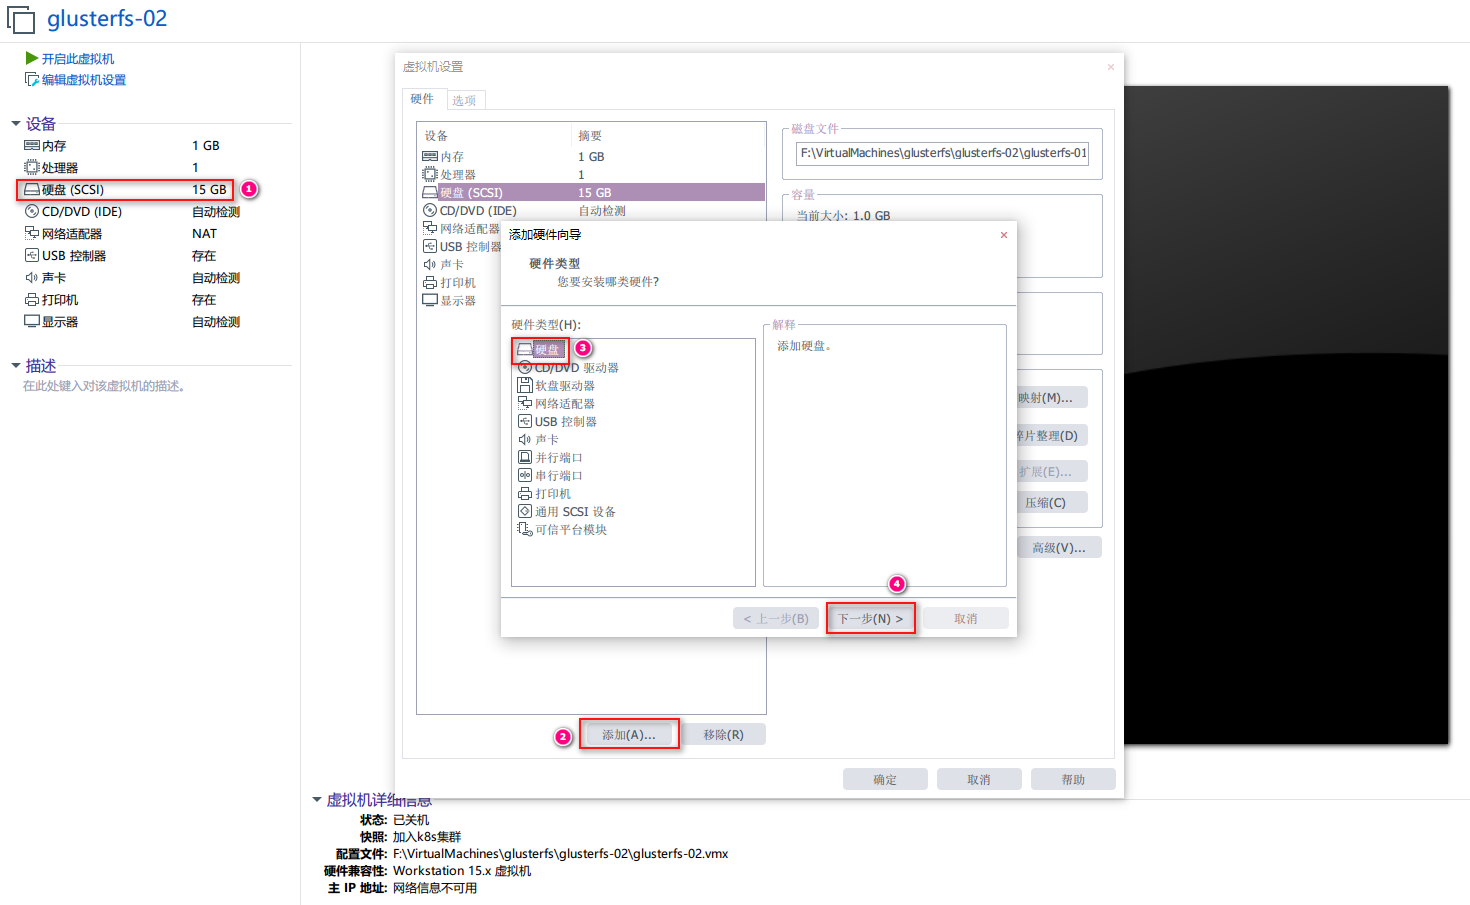 glusterfs-02
开启此虚拟机
编辑虚拟机设置
设备
内存 1 GB
处理器 1
硬盘 (SCSI) 15 GB 1
CD/DVD (IDE) 自动检测
网络适配器 NAT
USB 控制器 存在
声卡 自动检测
打印机 存在
显示器 自动检测
描述
在此处键入对该虚拟机的描述。
虚拟机设置
硬件 选项
设备 摘要
内存 1 GB
处理器 1
硬盘 (SCSI) 15 GB
CD/DVD (IDE) 自动检测
网络适配器
USB 控制器
声卡
打印机
显示器
添加(A)... 移除(R)
2
磁盘文件
F:\VirtualMachines\glusterfs\glusterfs-02\glusterfs-01
容量
当前大小: 1.0 GB
映射(M)...
碎片整理(D)
扩展(E)...
压缩(C)
高级(V)...
确定 取消 帮助
添加硬件向导
硬件类型
您要安装哪类硬件?
硬件类型(H):
硬盘 3
CD/DVD 驱动器
软盘驱动器
网络适配器
USB 控制器
声卡
并行端口
串行端口
打印机
通用 SCSI 设备
可信平台模块
解释
添加硬盘。
4
< 上一步(B) 下一步(N) > 取消
虚拟机详细信息
状态: 已关机
快照: 加入k8s集群
配置文件: F:\VirtualMachines\glusterfs\glusterfs-02\glusterfs-02.vmx
硬件兼容性: Workstation 15.x 虚拟机
主 IP 地址: 网络信息不可用